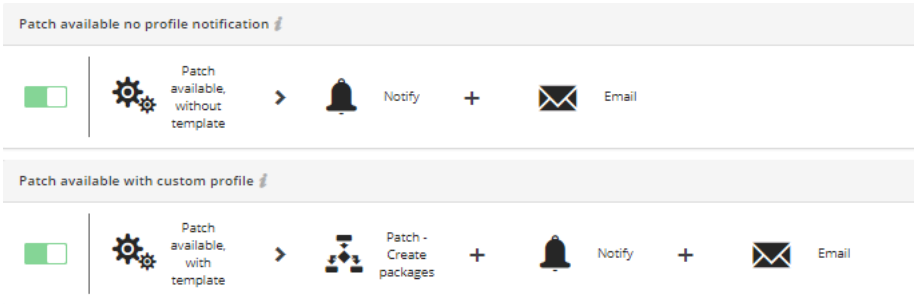 Patch available no profile notification i
Patch
available,
without
template
Notify
+
Email
Patch available with custom profile i
Patch
available,
with
template
Patch -
Create
packages
+
Notify
+
Email